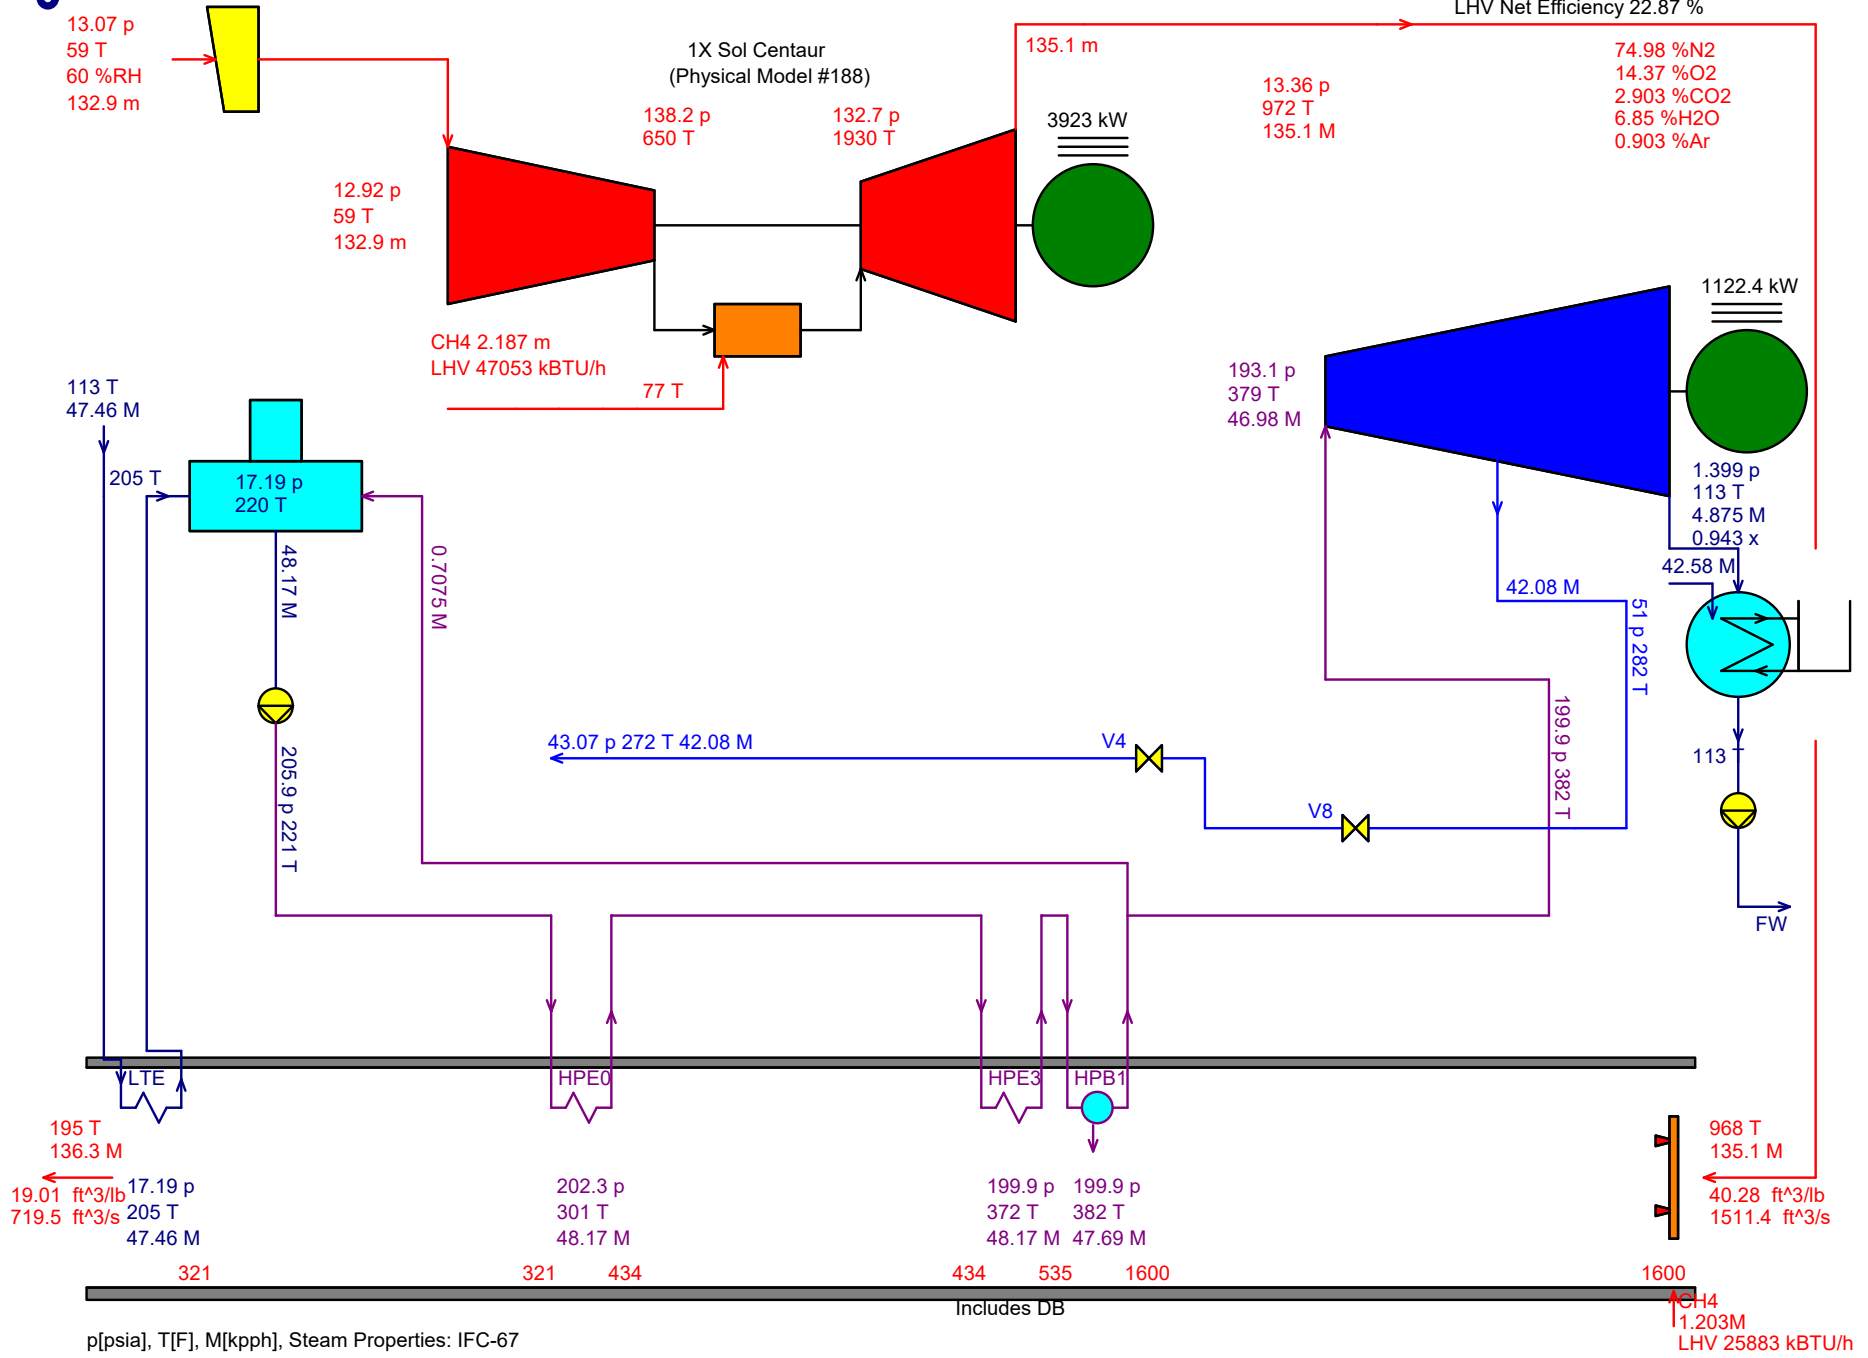 LHV Net Efficiency 22.87 %
13.07 p
59 T
60 %RH
132.9 m
1X Sol Centaur
(Physical Model #188)
135.1 m
74.98 %N2
14.37 %O2
2.903 %CO2
6.85 %H2O
0.903 %Ar
13.36 p
972 T
135.1 M
138.2 p
650 T
132.7 p
1930 T
3923 kW
12.92 p
59 T
132.9 m
CH4 2.187 m
LHV 47053 kBTU/h
77 T
1122.4 kW
193.1 p
379 T
46.98 M
113 T
47.46 M
205 T
17.19 p
220 T
1.399 p
113 T
4.875 M
0.943 x
42.58 M
48.17 M
0.7075 M
42.08 M
51 p 282 T
199.9 p 382 T
43.07 p 272 T 42.08 M
V4
V8
113 T
205.9 p 221 T
FW
LTE
HPE0
HPE3
HPB1
195 T
136.3 M
19.01 ft^3/lb
719.5 ft^3/s
17.19 p
205 T
47.46 M
202.3 p
301 T
48.17 M
199.9 p
372 T
48.17 M
199.9 p
382 T
47.69 M
968 T
135.1 M
40.28 ft^3/lb
1511.4 ft^3/s
321
321
434
434
535
1600
1600
Includes DB
CH4
1.203M
LHV 25883 kBTU/h
p[psia], T[F], M[kpph], Steam Properties: IFC-67